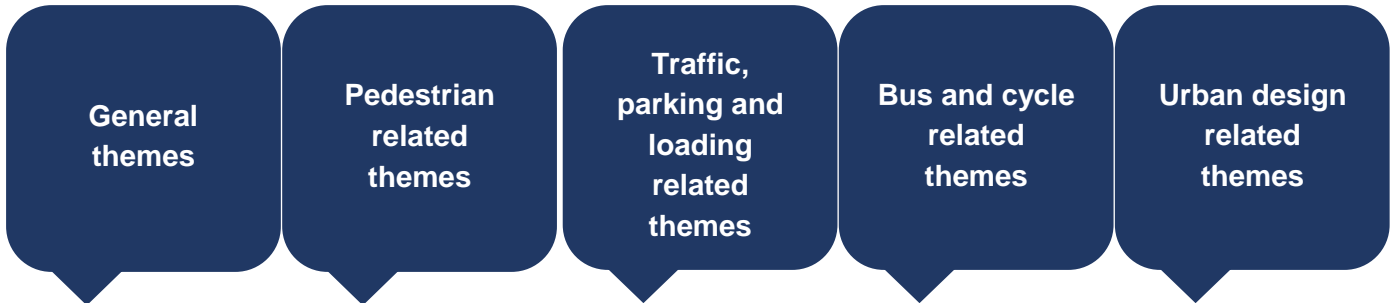 General
themes
Pedestrian
related
themes
Traffic,
parking and
loading
related
themes
Bus and cycle
related
themes
Urban design
related
themes